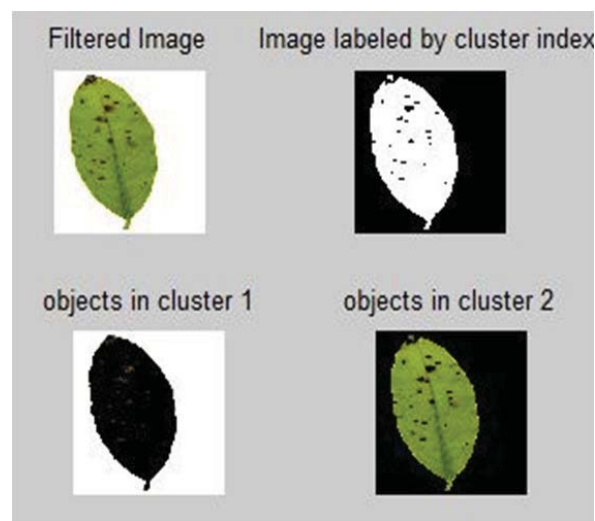 Filtered Image
Image labeled by cluster index
objects in cluster 1
objects in cluster 2